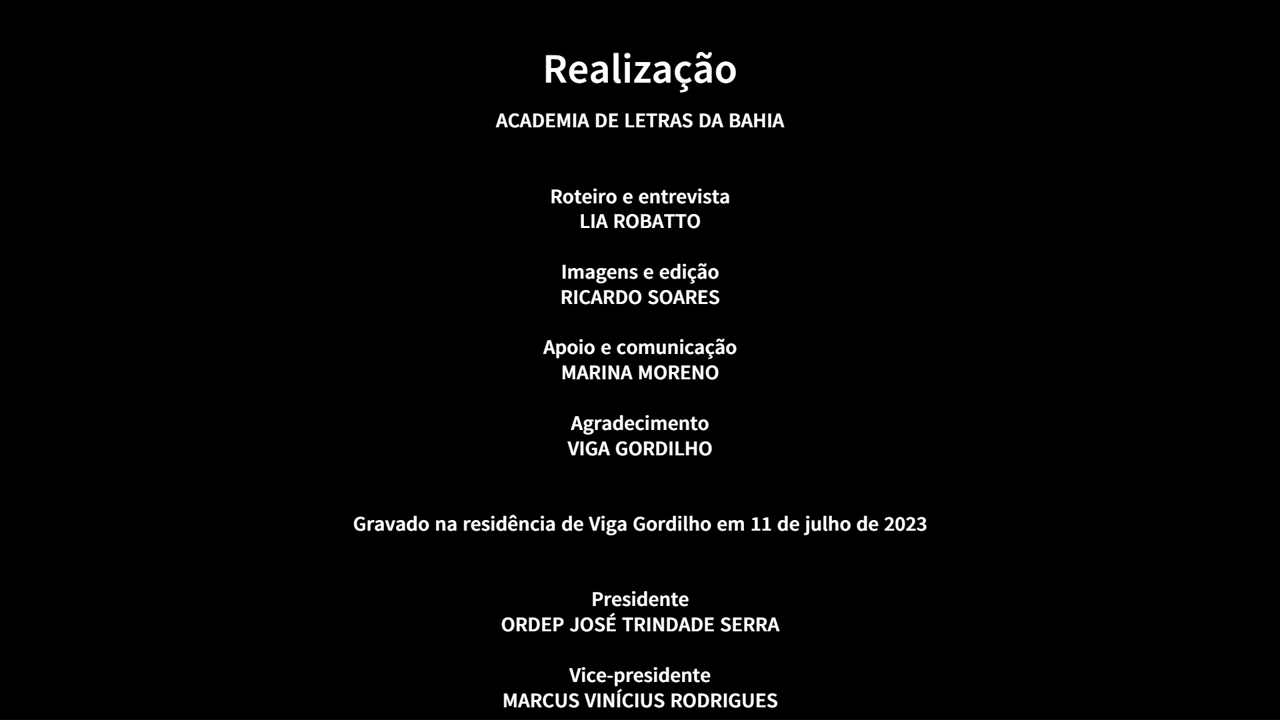 Realização
ACADEMIA DE LETRAS DA BAHIA
Roteiro e entrevista
LIA ROBATTO
Imagens e edição
RICARDO SOARES
Apoio e comunicação
MARINA MORENO
Agradecimento
VIGA GORDILHO
Gravado na residência de Viga Gordilho em 11 de julho de 2023
Presidente
ORDEP JOSÉ TRINDADE SERRA
Vice-presidente
MARCUS VINÍCIUS RODRIGUES